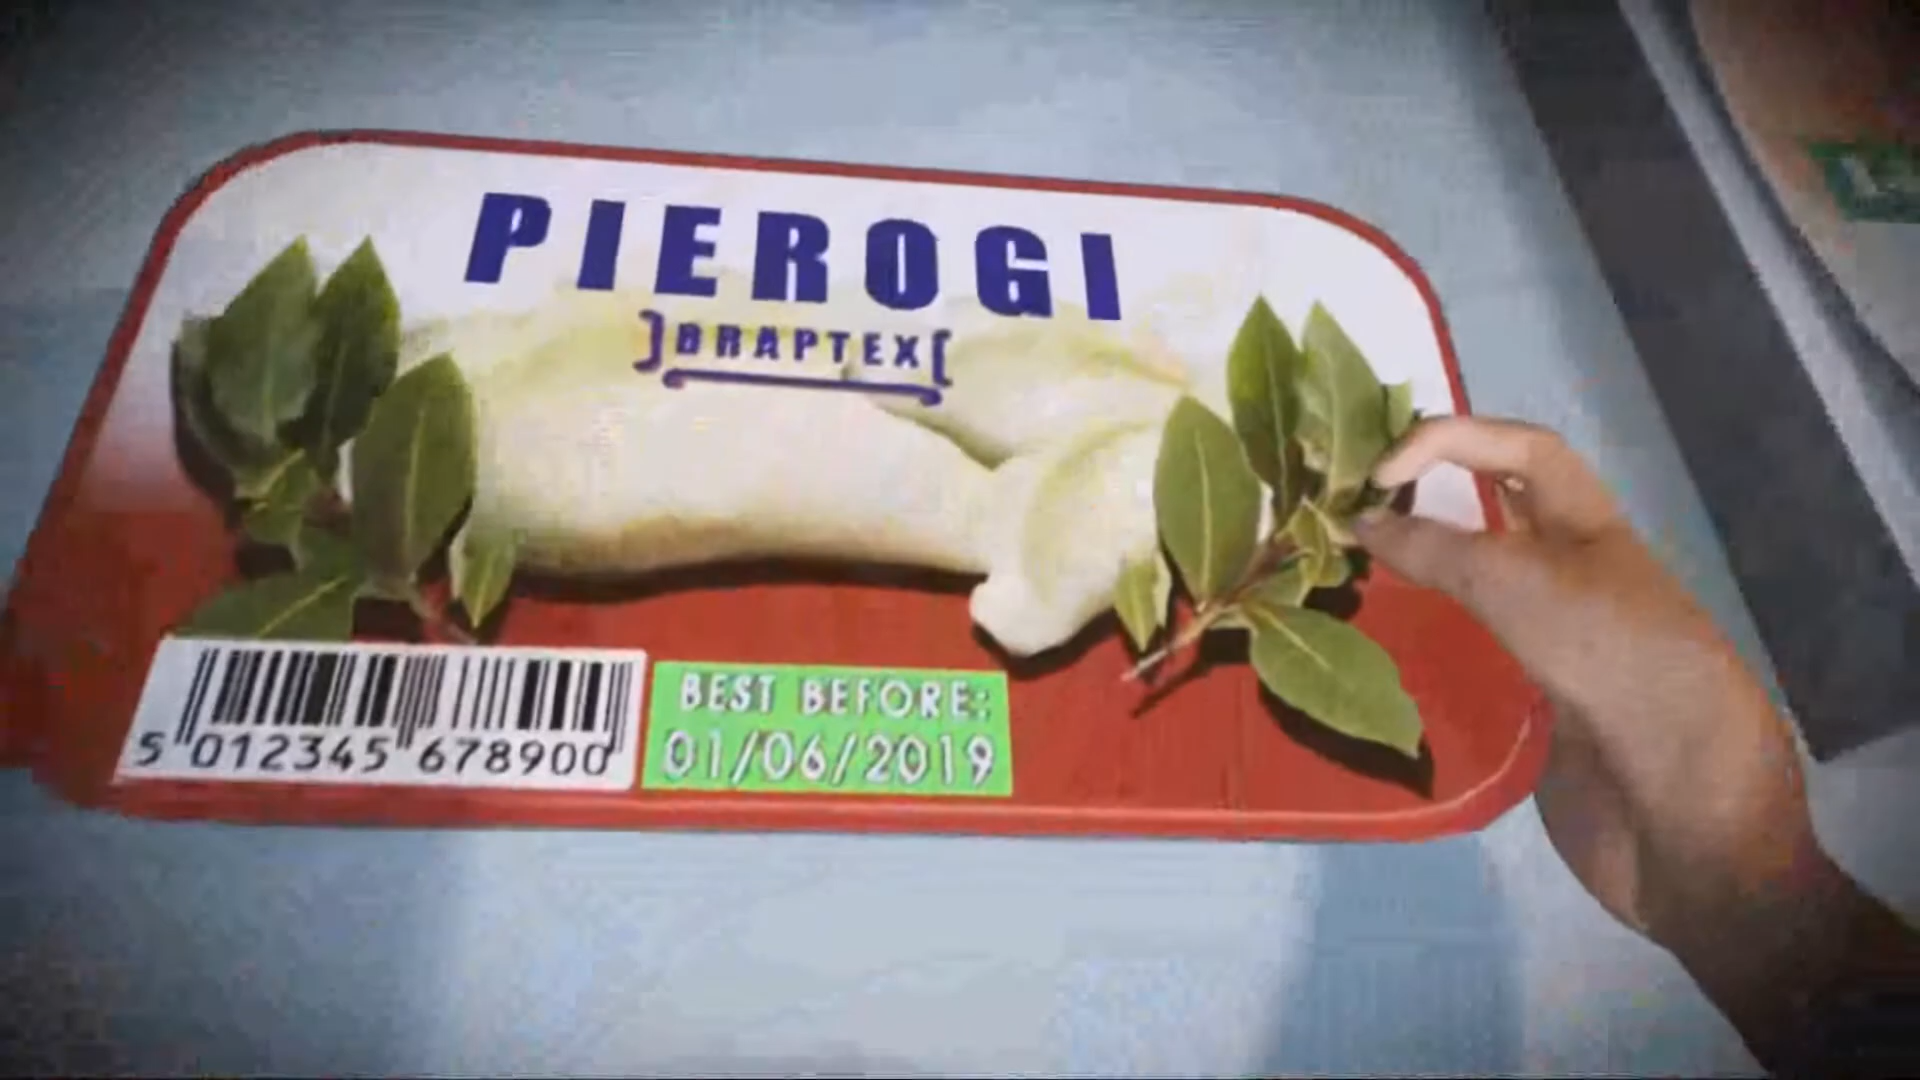 PIEROGI
]BRAPTEX[
5 012345 678900
BEST BEFORE:
01/06/2019